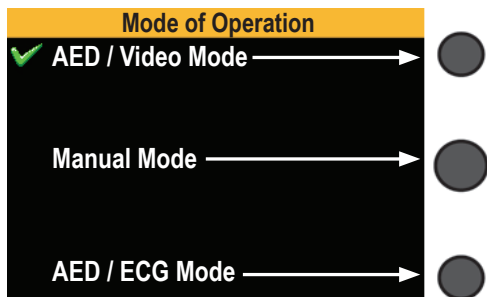 Mode of Operation
AED / Video Mode
Manual Mode
AED / ECG Mode